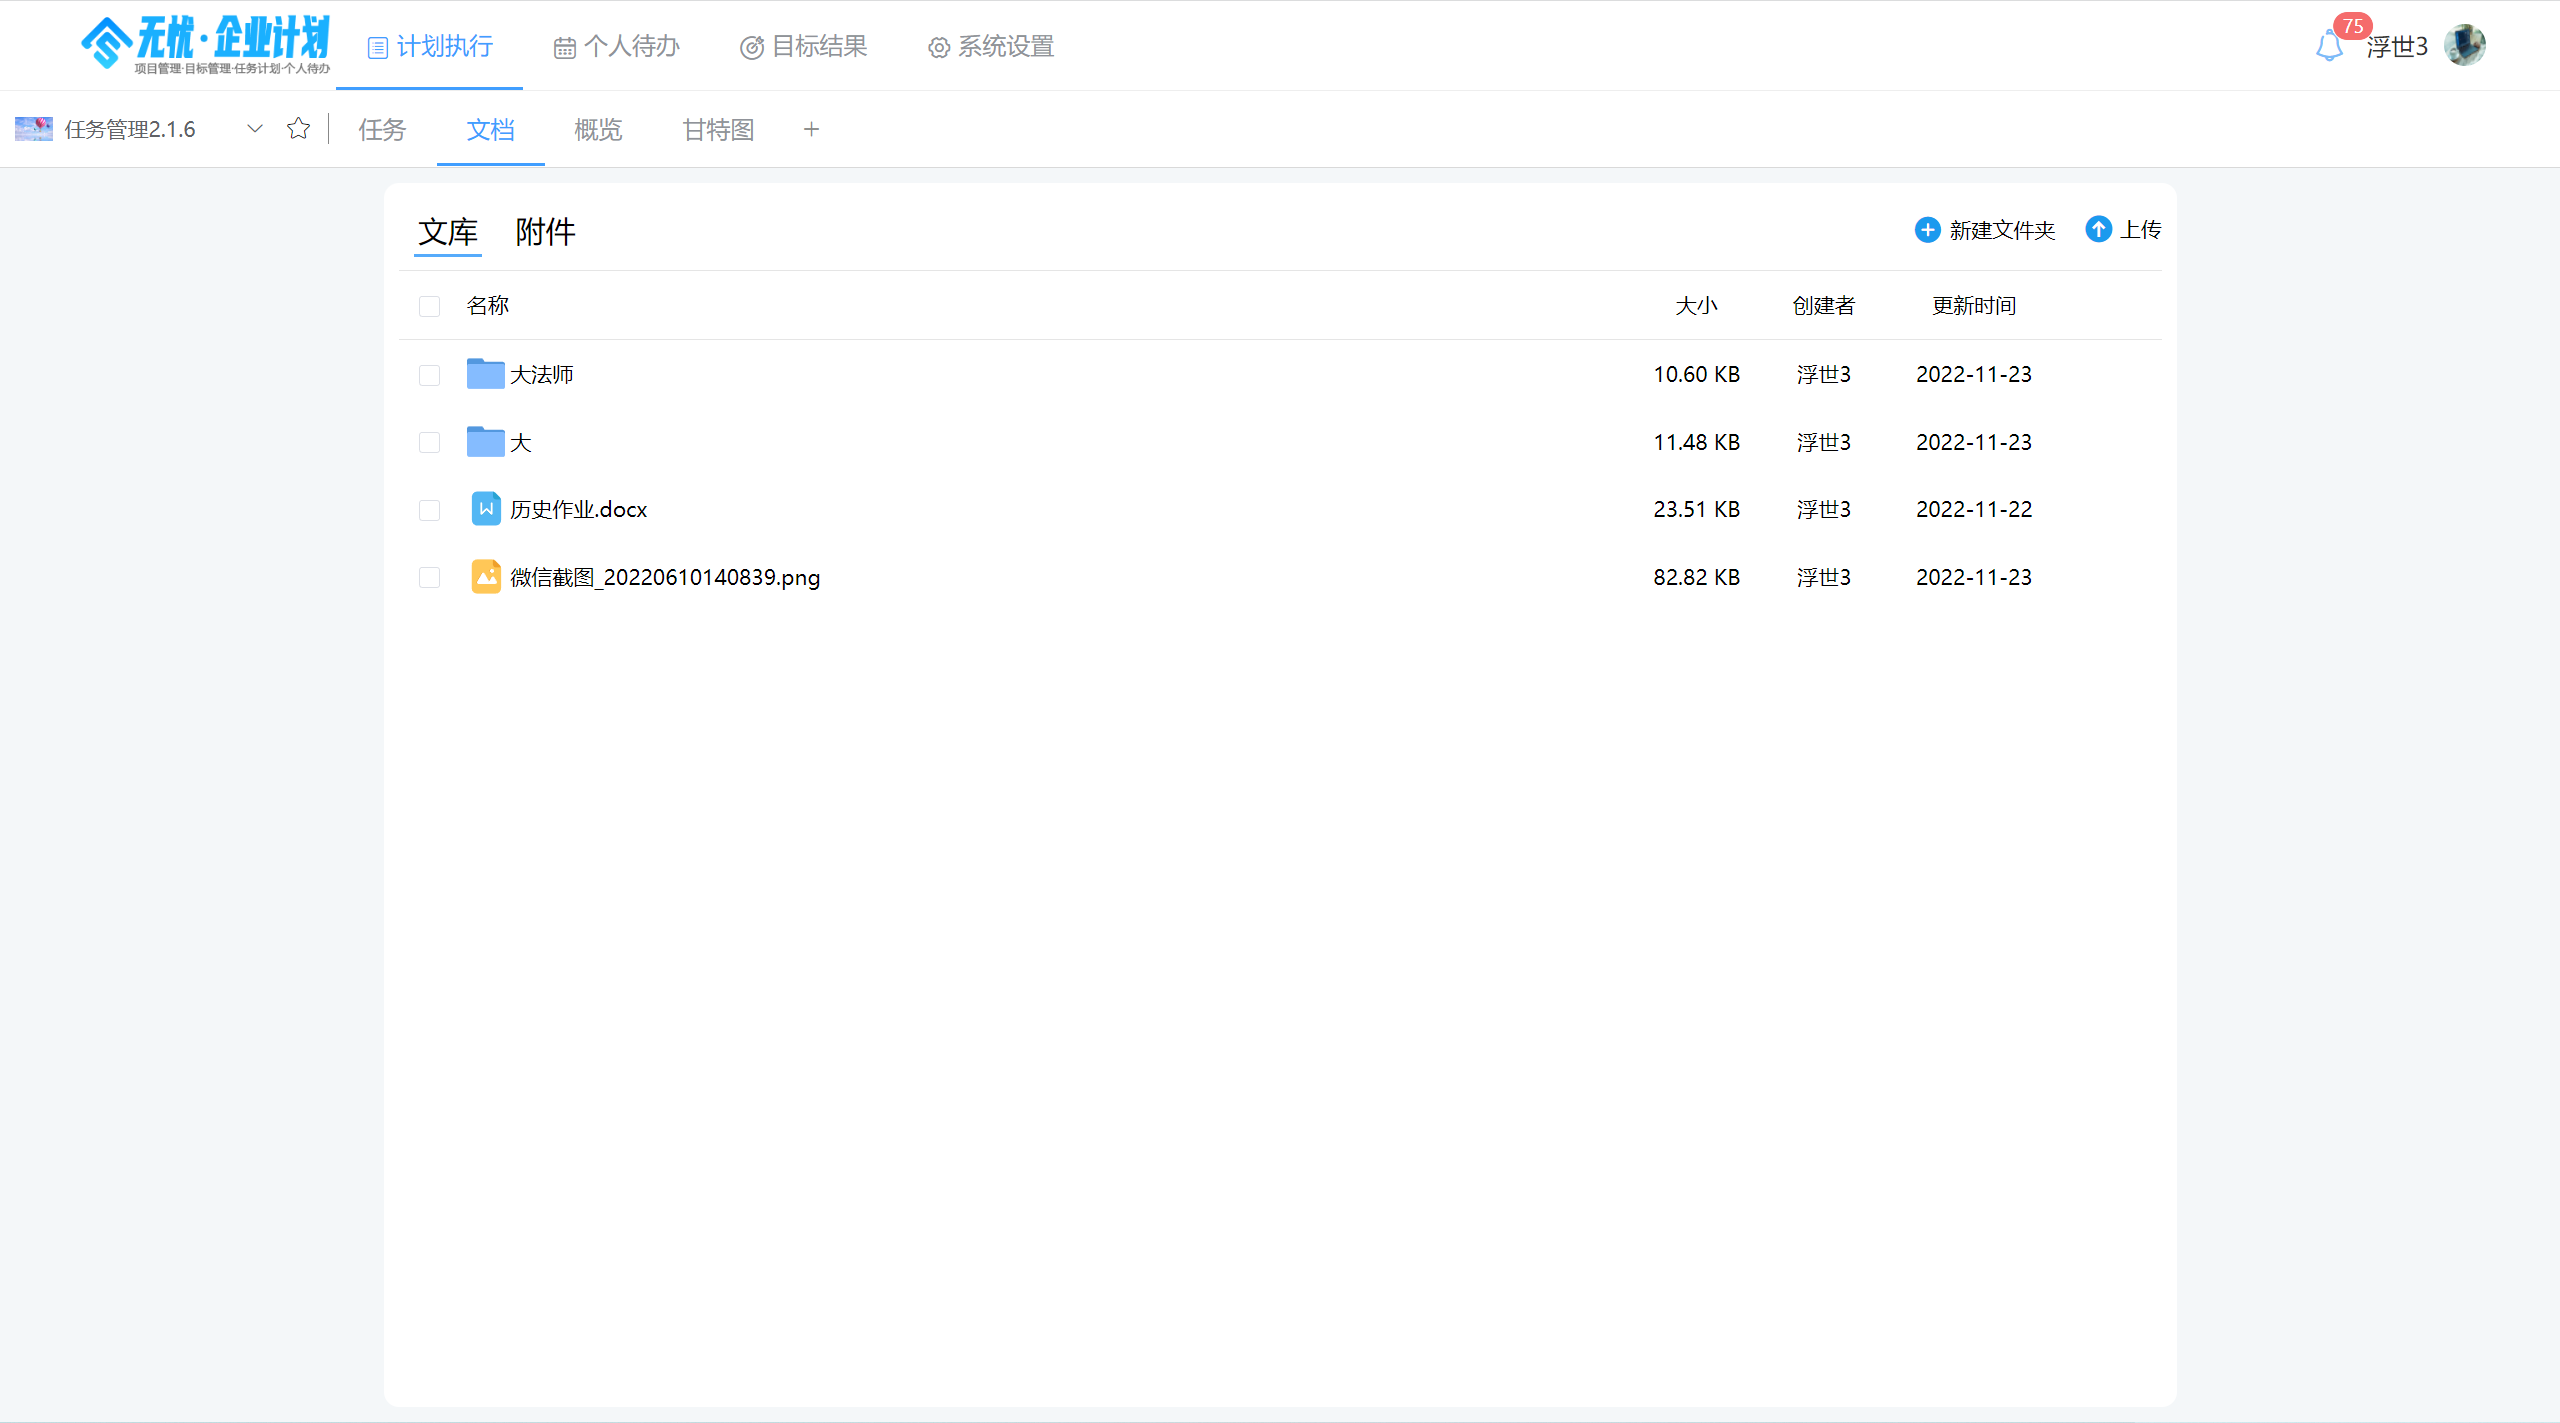 无忧·企业计划
项目管理·目标管理·任务计划·个人待办
计划执行 个人待办 目标结果 系统设置
75
浮世3
任务管理2.1.6 任务 文档 概览 甘特图 +
文库 附件 新建文件夹 上传
名称 大小 创建者 更新时间
大法师 10.60 KB 浮世3 2022-11-23
大 11.48 KB 浮世3 2022-11-23
W 历史作业.docx 23.51 KB 浮世3 2022-11-22
微信截图_20220610140839.png 82.82 KB 浮世3 2022-11-23